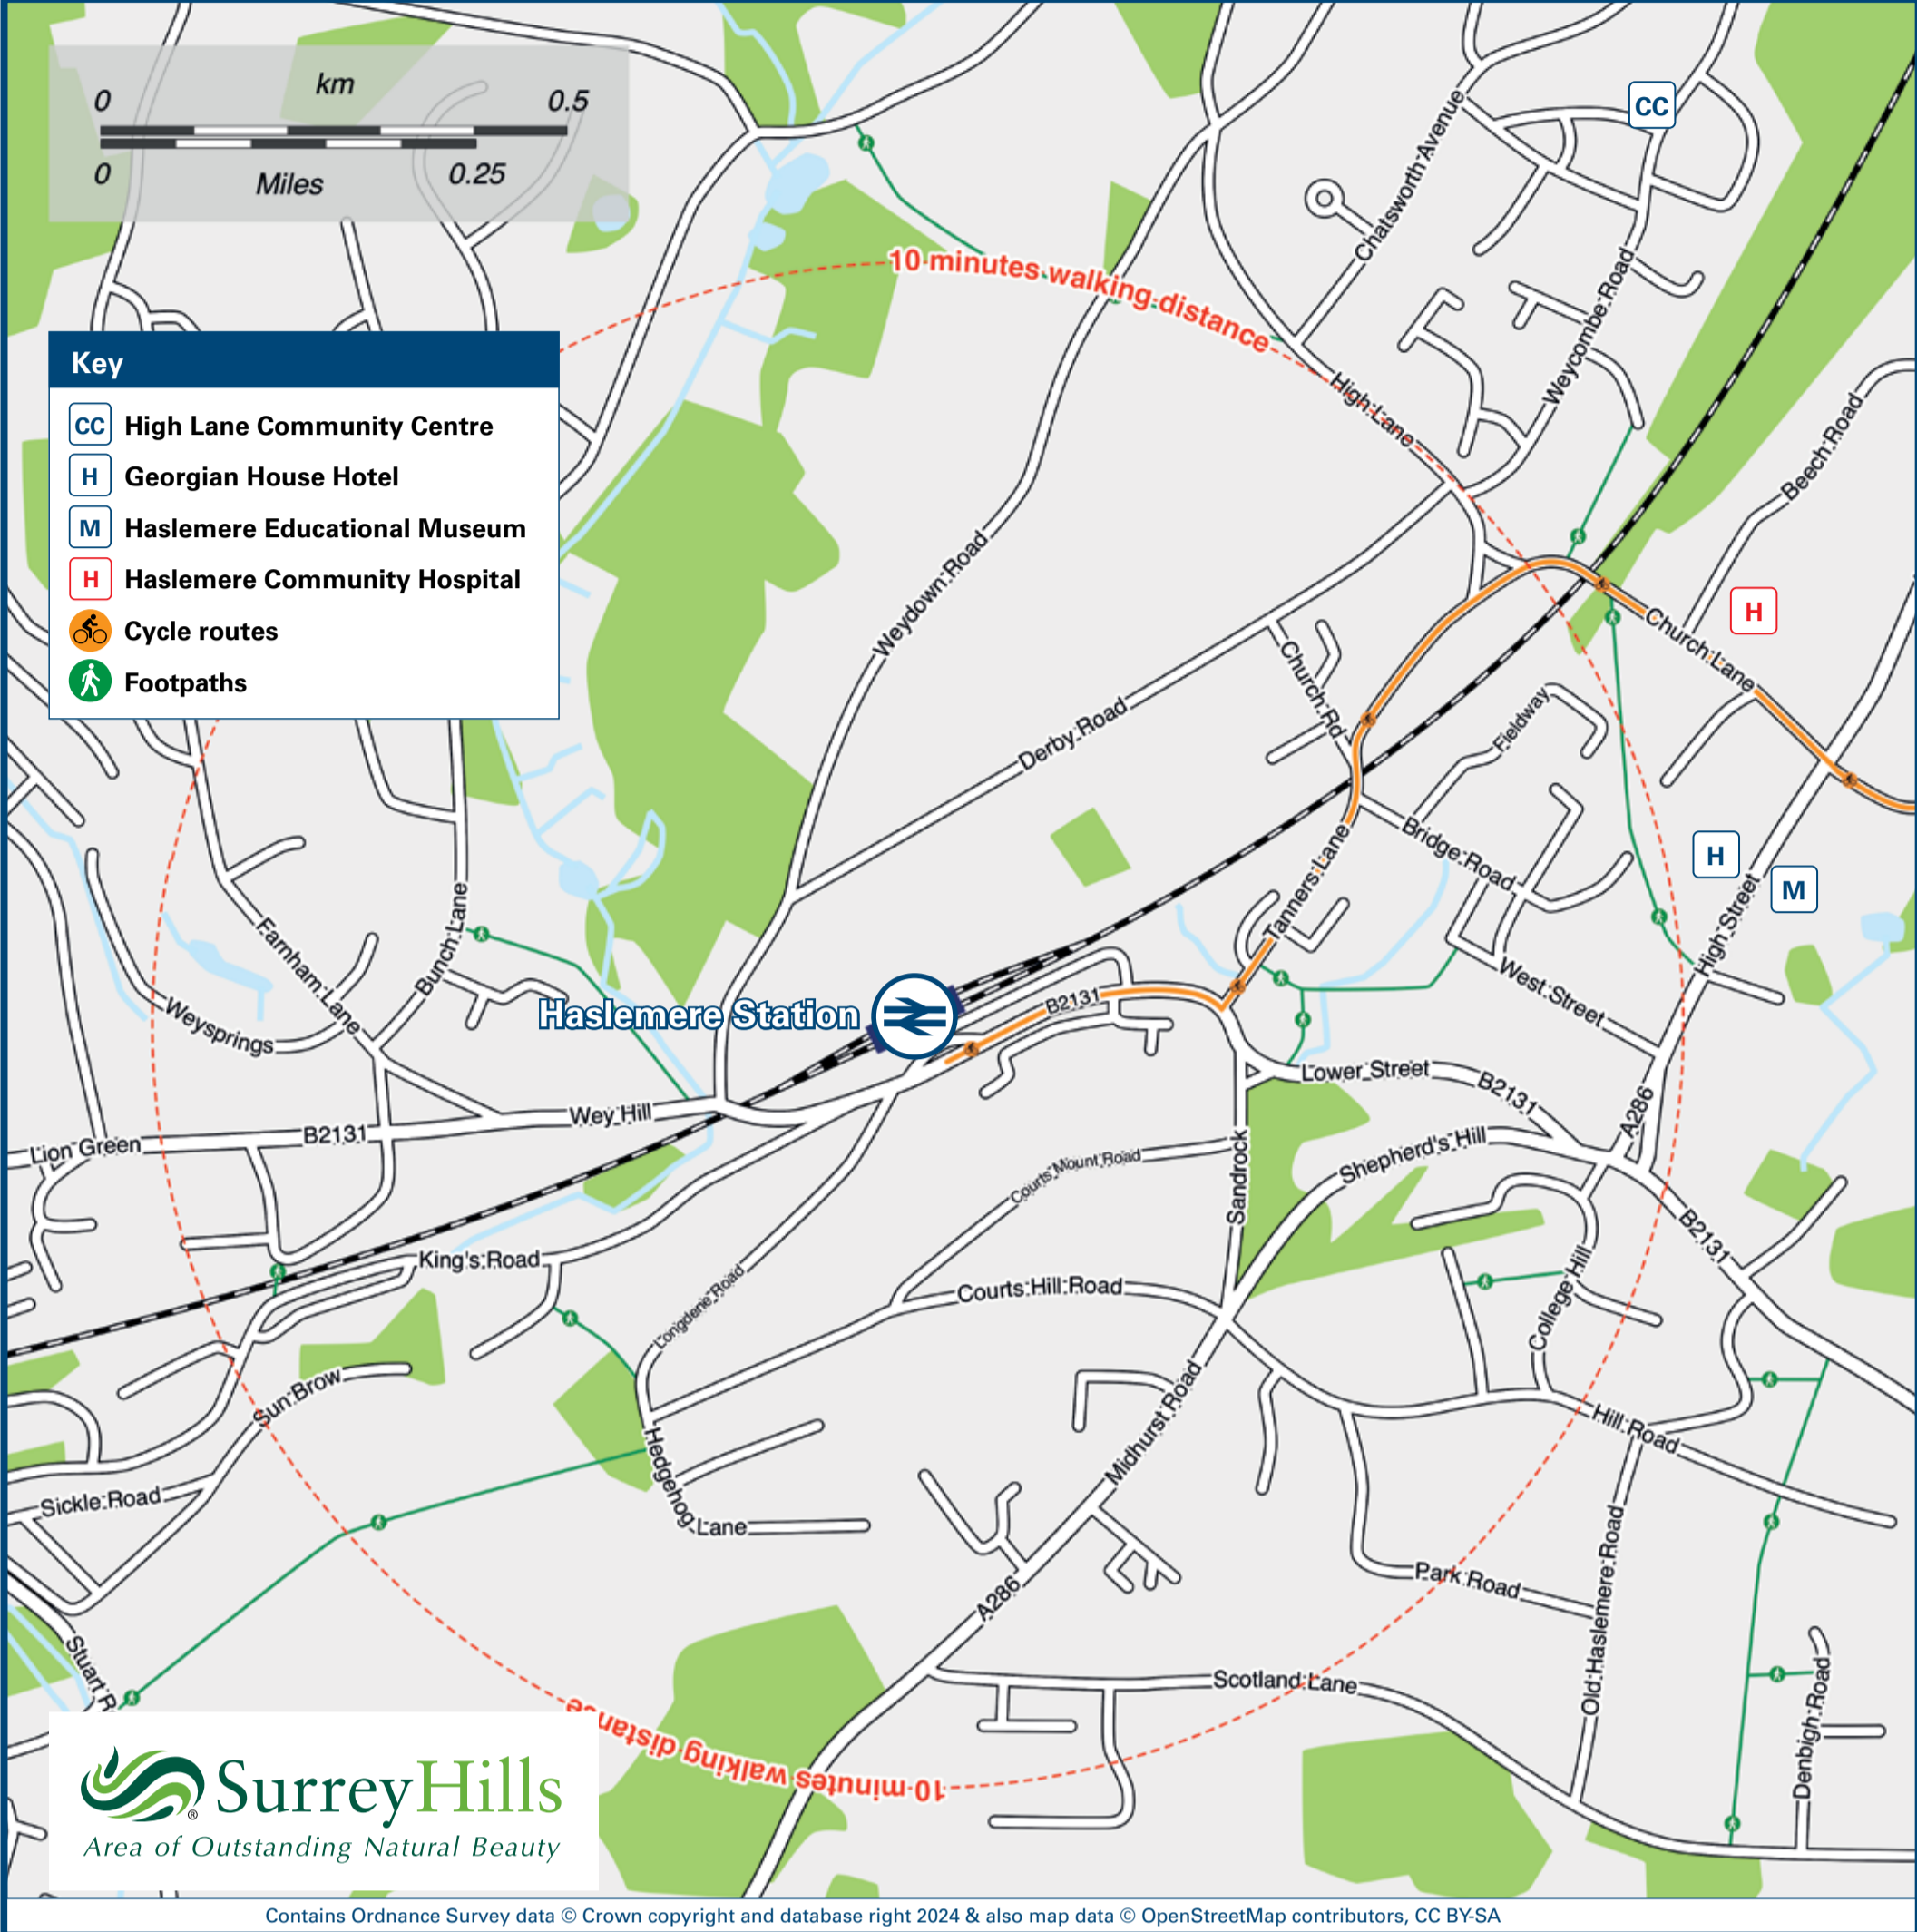 km
0
0.5
0
Miles
0.25
Key
CC High Lane Community Centre
H Georgian House Hotel
M Haslemere Educational Museum
H Haslemere Community Hospital
Cycle routes
Footpaths
CC
Chatsworth Avenue
10 minutes walking distance
Weycombe Road
High Lane
Beech Road
Weydown Road
H
Church Lane
Church Rd
Fieldway
Derby Road
Bridge Road
H
M
Tanners Lane
High Street
Farnham Lane
Bunch Lane
West Street
Weysprings
Haslemere Station
B2131
Lower Street
B2131
A286
Wey Hill
B2131
Lion Green
Courts Mount Road
Sandrock
Shepherd's Hill
B2131
King's Road
Longdene Road
Courts Hill Road
College Hill
Sun Brow
Midhurst Road
Hill Road
Hedgehog Lane
Sickle Road
Old Haslemere Road
Park Road
A286
Stuart R
Scotland Lane
Denbigh Road
10 minutes walking distance
SurreyHills
®
Area of Outstanding Natural Beauty
Contains Ordnance Survey data © Crown copyright and database right 2024 & also map data © OpenStreetMap contributors, CC BY-SA